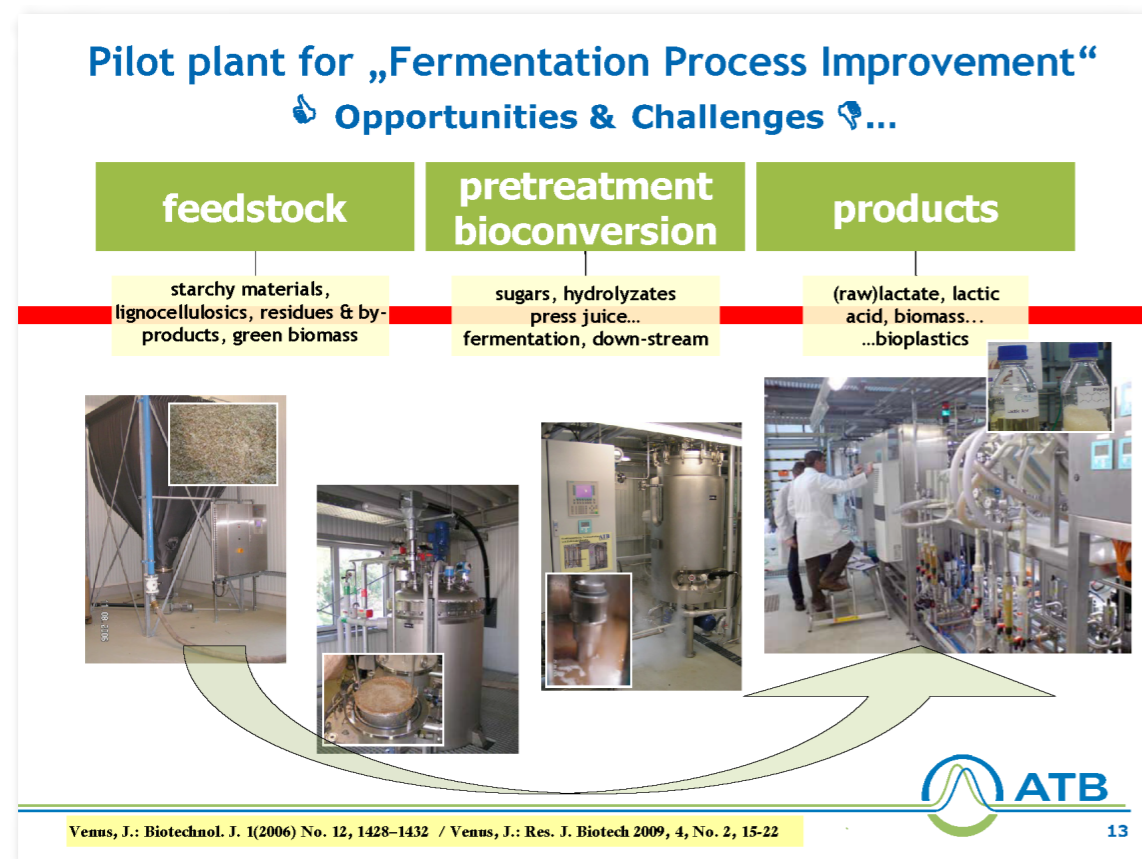 Pilot plant for „Fermentation Process Improvement“
Opportunities & Challenges ...
feedstock
pretreatment
bioconversion
products
starchy materials,
lignocellulosics, residues & by-
products, green biomass
sugars, hydrolyzates
press juice...
fermentation, down-stream
(raw)lactate, lactic
acid, biomass...
...bioplastics
ATB
Venus, J.: Biotechnol. J. 1(2006) No. 12, 1428–1432 / Venus, J.: Res. J. Biotech 2009, 4, No. 2, 15-22
13